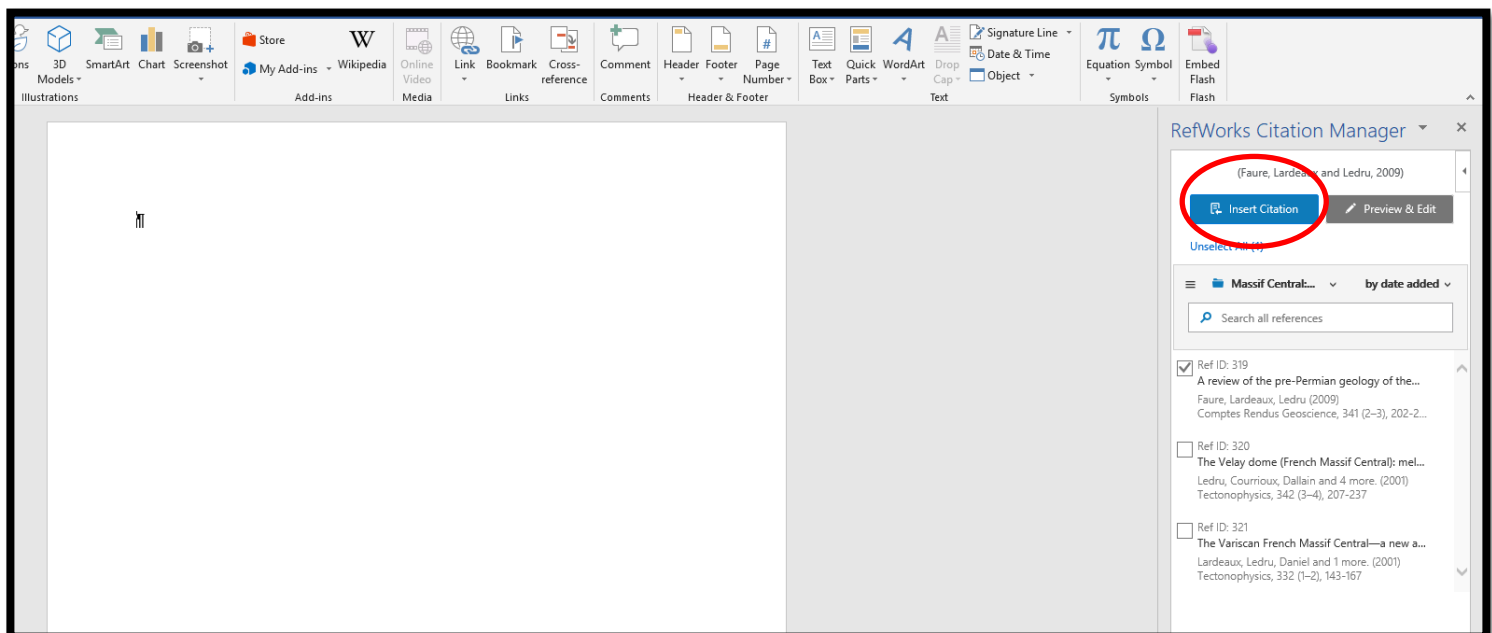 ons 3D Models SmartArt Chart Screenshot
Illustrations
Store
My Add-ins
Wikipedia
Add-ins
Online Video
Media
Link Bookmark Cross-reference
Links
Comment
Comments
Header Footer Page Number
Header & Footer
Text Box Quick Parts WordArt Drop Cap
Signature Line
Date & Time
Object
Text
Equation Symbol
Symbols
Embed Flash
Flash
¶
RefWorks Citation Manager
(Faure, Lardeaux and Ledru, 2009)
Insert Citation Preview & Edit
Unselect All (1)
Massif Central:... by date added
Search all references
Ref ID: 319
A review of the pre-Permian geology of the...
Faure, Lardeaux, Ledru (2009)
Comptes Rendus Geoscience, 341 (2–3), 202-2...
Ref ID: 320
The Velay dome (French Massif Central): mel...
Ledru, Courrioux, Dallain and 4 more. (2001)
Tectonophysics, 342 (3–4), 207-237
Ref ID: 321
The Variscan French Massif Central—a new a...
Lardeaux, Ledru, Daniel and 1 more. (2001)
Tectonophysics, 332 (1–2), 143-167